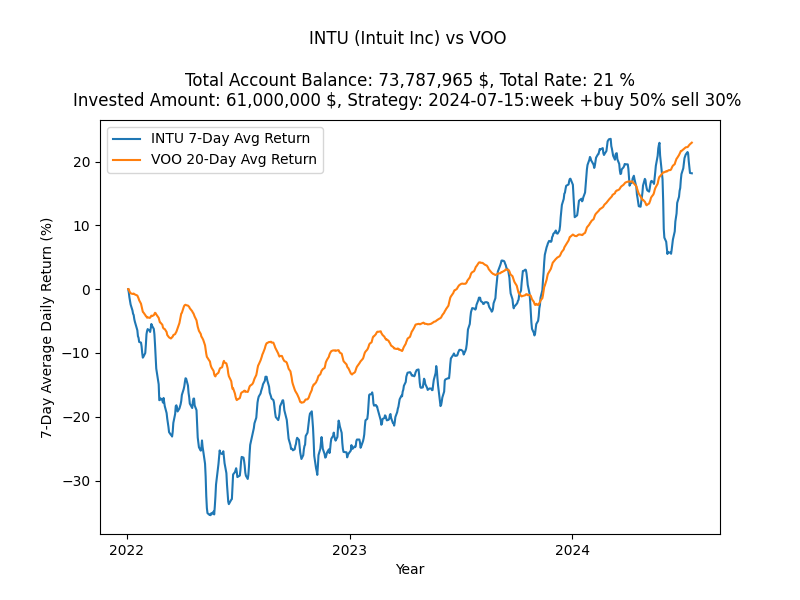 INTU (Intuit Inc) vs VOO
Total Account Balance: 73,787,965 $, Total Rate: 21 %
Invested Amount: 61,000,000 $, Strategy: 2024-07-15:week +buy 50% sell 30%
INTU 7-Day Avg Return
VOO 20-Day Avg Return
7-Day Average Daily Return (%)
20
10
0
−10
−20
−30
2022
2023
2024
Year